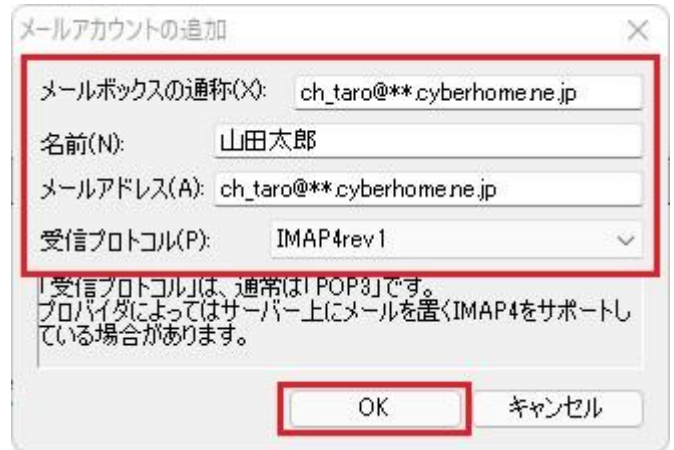 メールアカウントの追加
メールボックスの通称(X): ch_taro@**.cyberhome.ne.jp
名前(N): 山田太郎
メールアドレス(A): ch_taro@**.cyberhome.ne.jp
受信プロトコル(P): IMAP4rev1
「受信プロトコル」は、通常は「POP3」です。
プロバイダによってはサーバー上にメールを置くIMAP4をサポートし
ている場合があります。
OK キャンセル